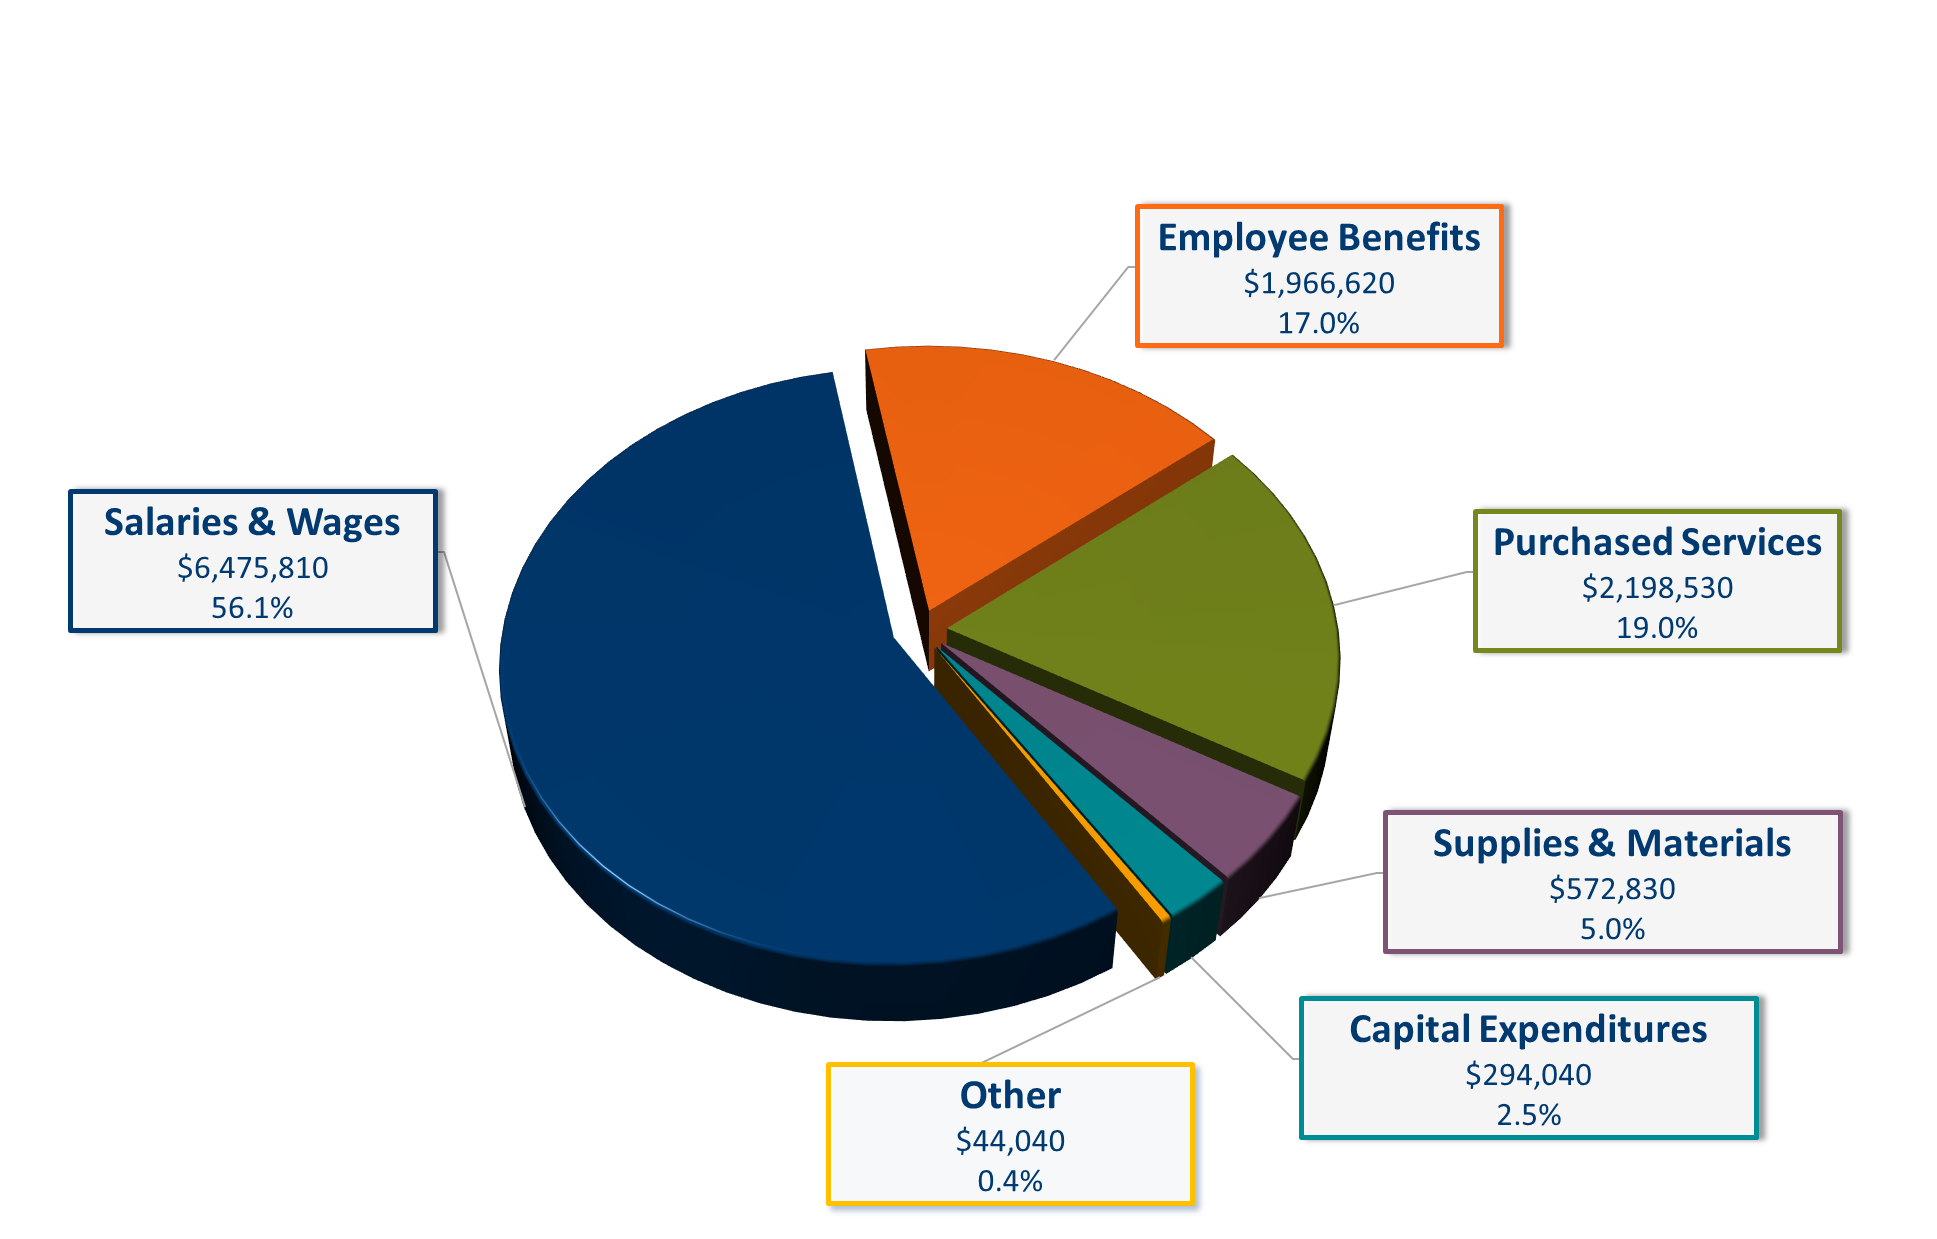 Employee Benefits
$1,966,620
17.0%
Salaries & Wages
$6,475,810
56.1%
Purchased Services
$2,198,530
19.0%
Supplies & Materials
$572,830
5.0%
Capital Expenditures
$294,040
2.5%
Other
$44,040
0.4%